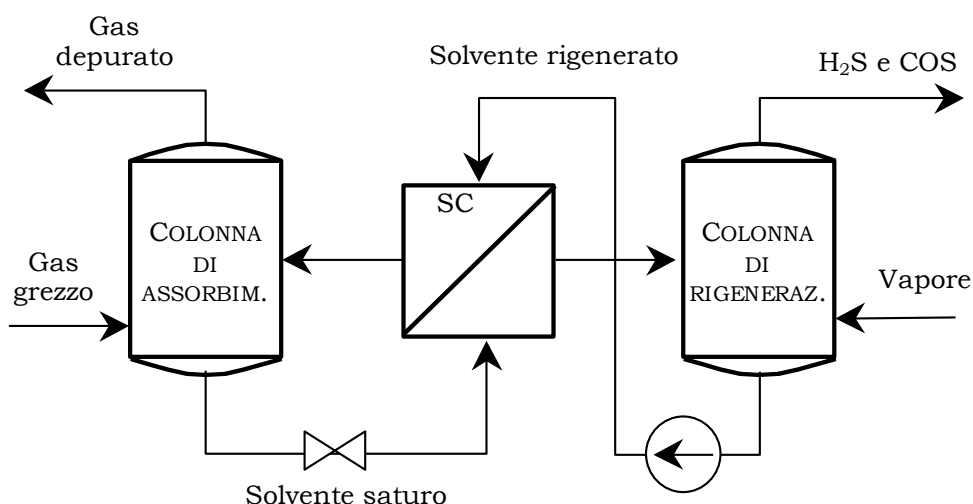 Gas
depurato
Solvente rigenerato
H₂S e COS
SC
COLONNA
DI
ASSORBIM.
COLONNA
DI
RIGENERAZ.
Gas
grezzo
Vapore
Solvente saturo